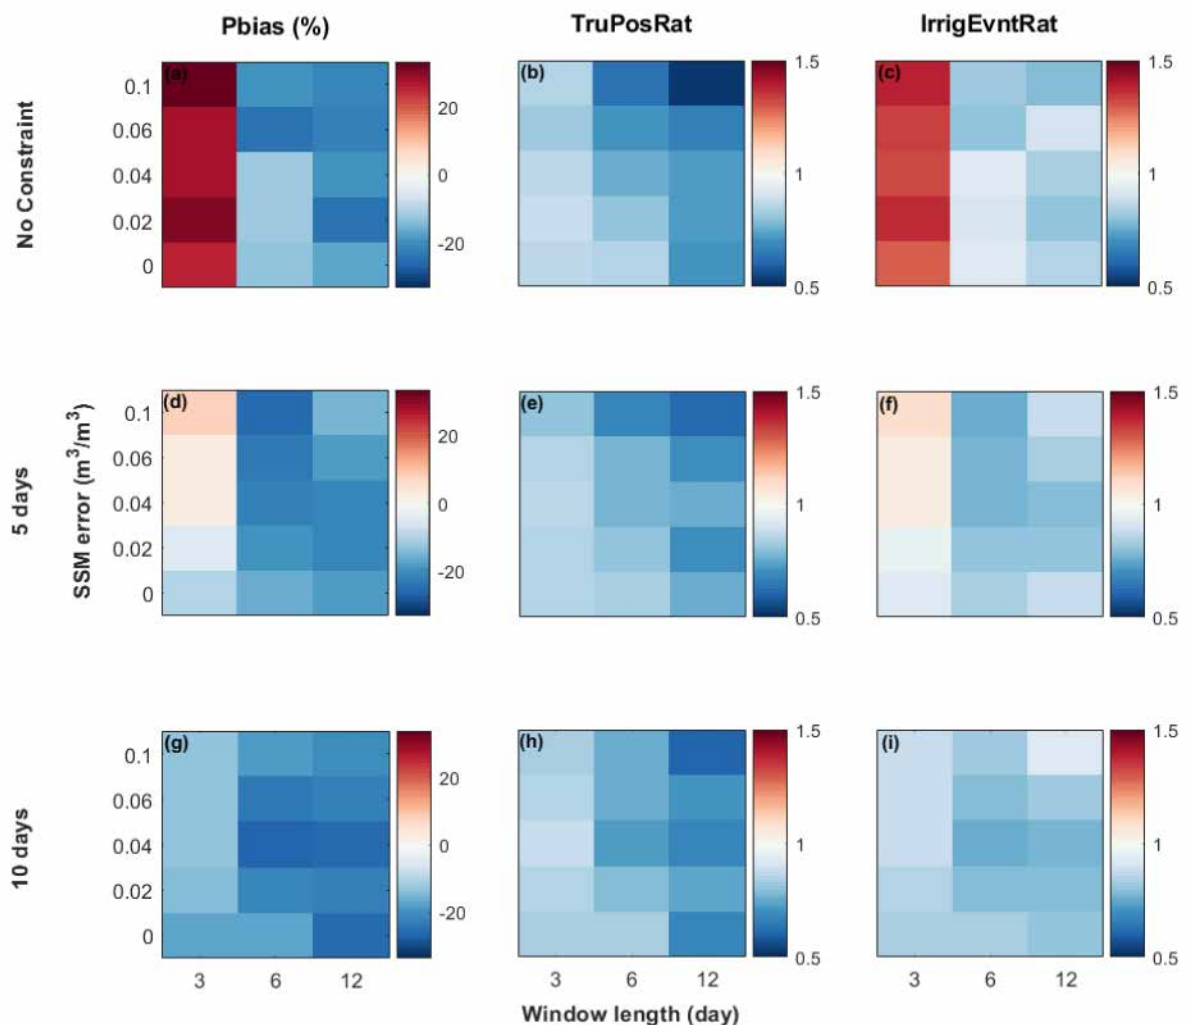 Pbias (%) TruPosRat IrrigEvntRat
No Constraint
(a) (b) (c)
0.1 0.06 0.04 0.02 0
20 0 -20
1.5 1 0.5
1.5 1 0.5
5 days
SSM error (m³/m³)
(d) (e) (f)
0.1 0.06 0.04 0.02 0
20 0 -20
1.5 1 0.5
1.5 1 0.5
10 days
(g) (h) (i)
0.1 0.06 0.04 0.02 0
20 0 -20
1.5 1 0.5
1.5 1 0.5
3 6 12 3 6 12 3 6 12
Window length (day)